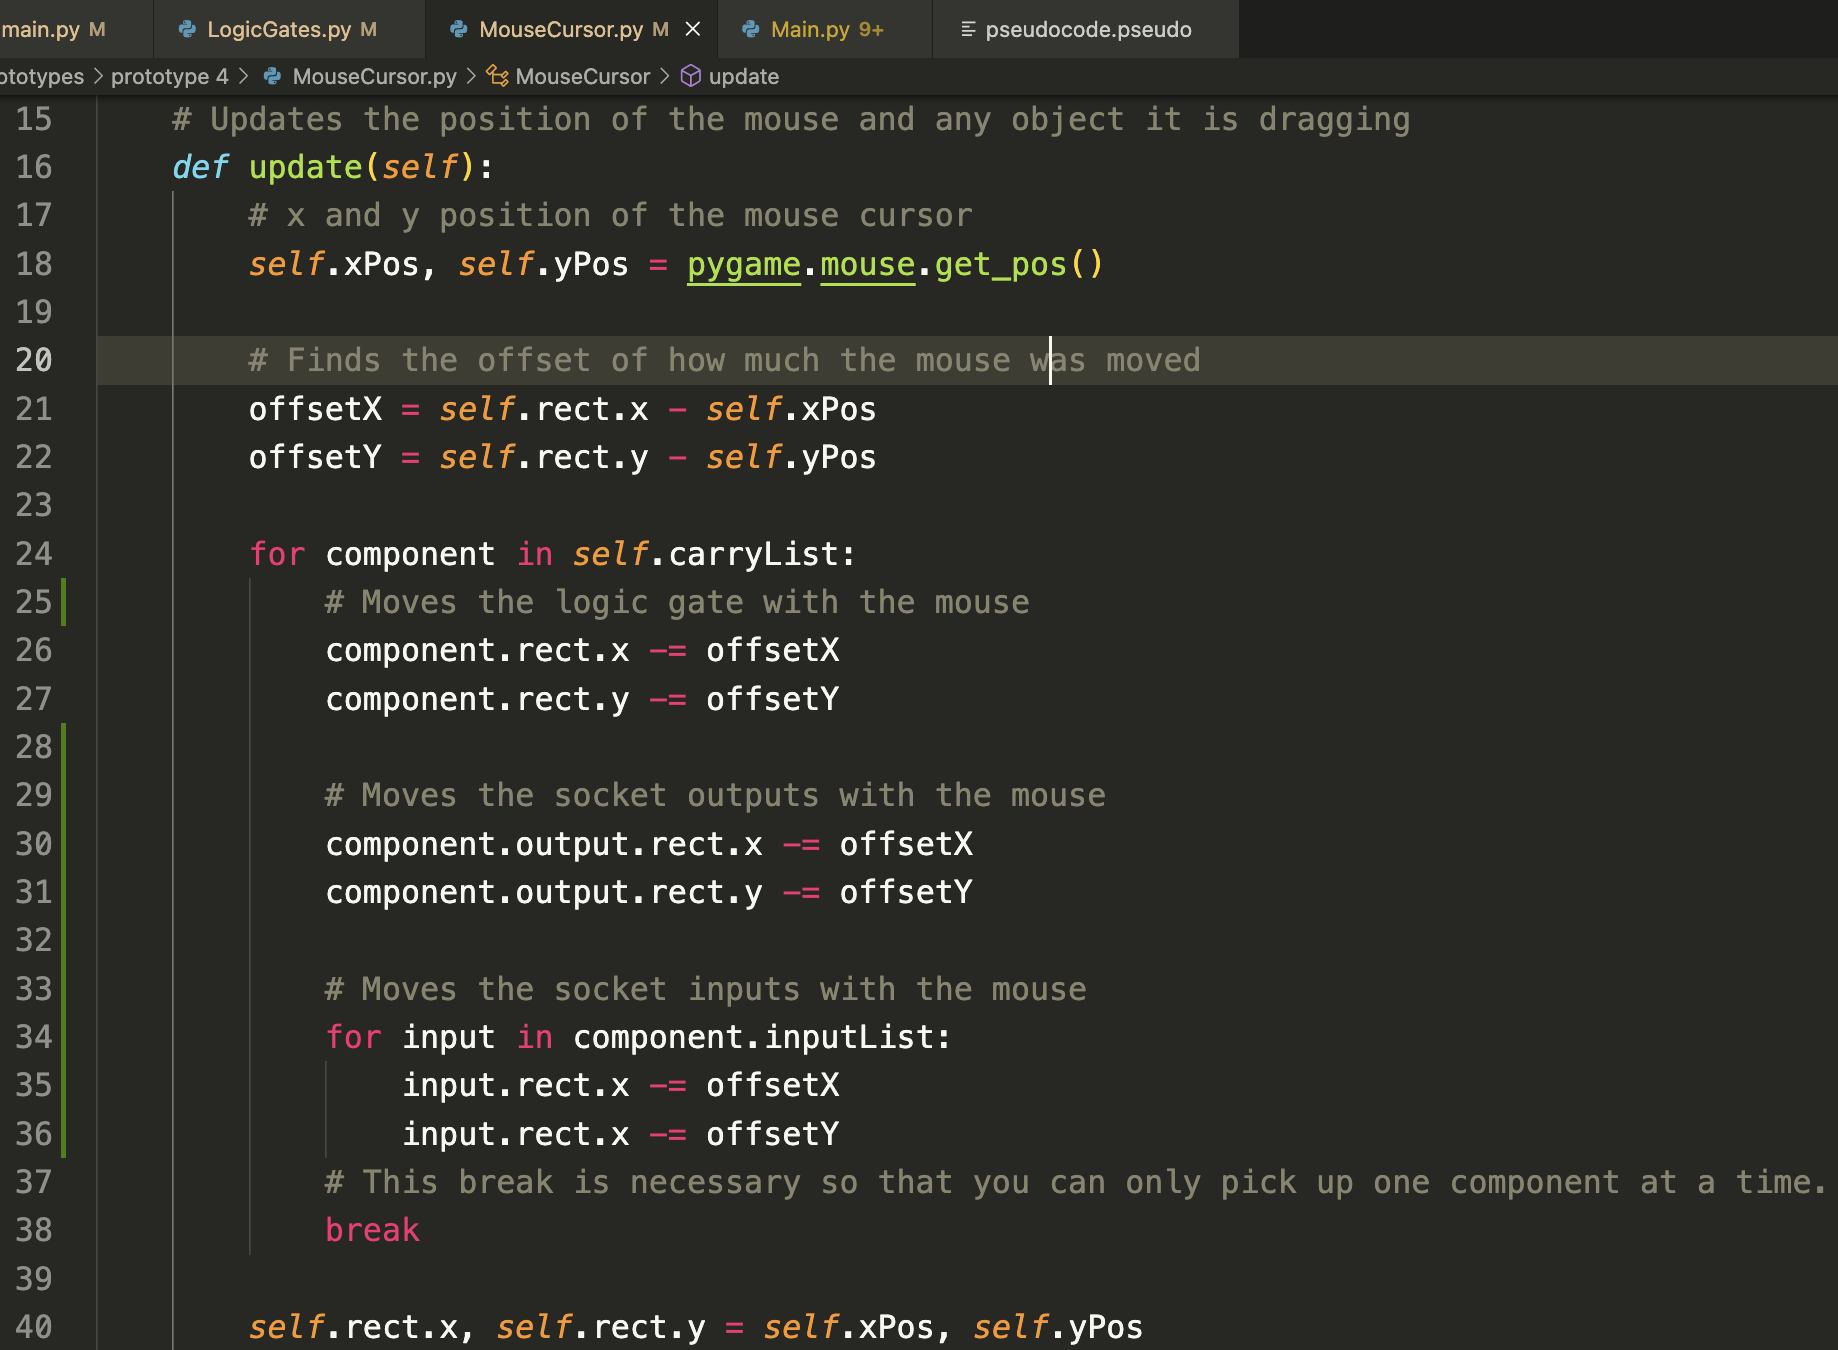 main.py M LogicGates.py M MouseCursor.py M × Main.py 9+ pseudocode.pseudo
ototypes > prototype 4 > MouseCursor.py > MouseCursor > update
15 # Updates the position of the mouse and any object it is dragging
16 def update(self):
17 # x and y position of the mouse cursor
18 self.xPos, self.yPos = pygame.mouse.get_pos()
19
20 # Finds the offset of how much the mouse was moved
21 offsetX = self.rect.x - self.xPos
22 offsetY = self.rect.y - self.yPos
23
24 for component in self.carryList:
25 # Moves the logic gate with the mouse
26 component.rect.x -= offsetX
27 component.rect.y -= offsetY
28
29 # Moves the socket outputs with the mouse
30 component.output.rect.x -= offsetX
31 component.output.rect.y -= offsetY
32
33 # Moves the socket inputs with the mouse
34 for input in component.inputList:
35 input.rect.x -= offsetX
36 input.rect.x -= offsetY
37 # This break is necessary so that you can only pick up one component at a time.
38 break
39
40 self.rect.x, self.rect.y = self.xPos, self.yPos